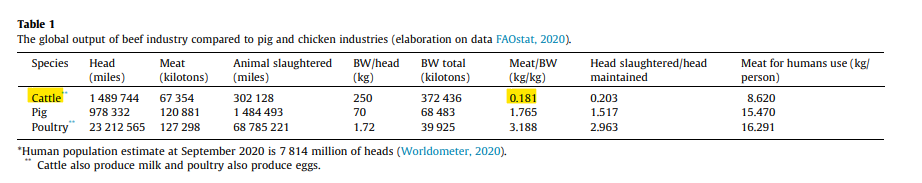 Table 1
The global output of beef industry compared to pig and chicken industries (elaboration on data FAOstat, 2020).
Species Head (miles) Meat (kilotons) Animal slaughtered (miles) BW/head (kg) BW total (kilotons) Meat/BW (kg/kg) Head slaughtered/head maintained Meat for humans use (kg/person)
Cattle** 1 489 744 67 354 302 128 250 372 436 0.181 0.203 8.620
Pig 978 332 120 881 1 484 493 70 68 483 1.765 1.517 15.470
Poultry** 23 212 565 127 298 68 785 221 1.72 39 925 3.188 2.963 16.291
*Human population estimate at September 2020 is 7 814 million of heads (Worldometer, 2020).
** Cattle also produce milk and poultry also produce eggs.